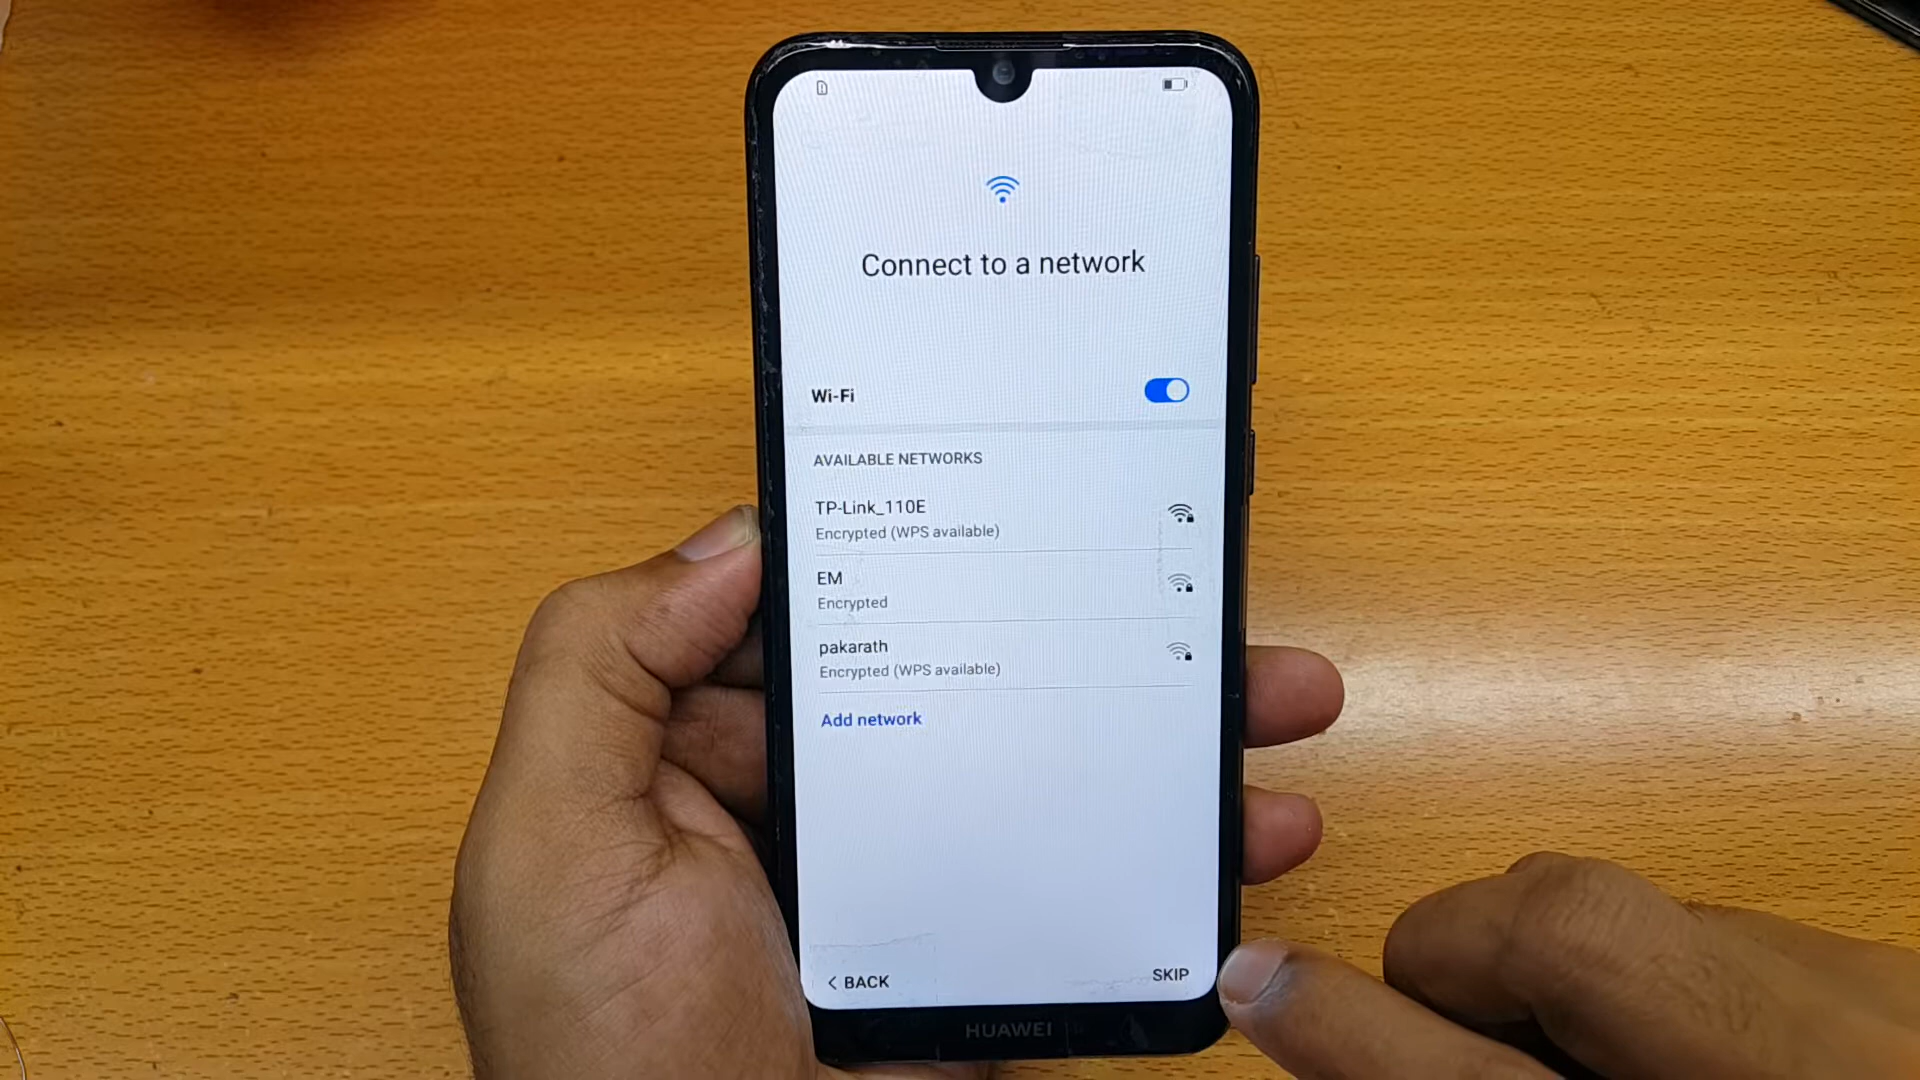 Connect to a network
Wi-Fi
AVAILABLE NETWORKS
TP-Link_110E
Encrypted (WPS available)
EM
Encrypted
pakarath
Encrypted (WPS available)
Add network
< BACK
SKIP
HUAWEI